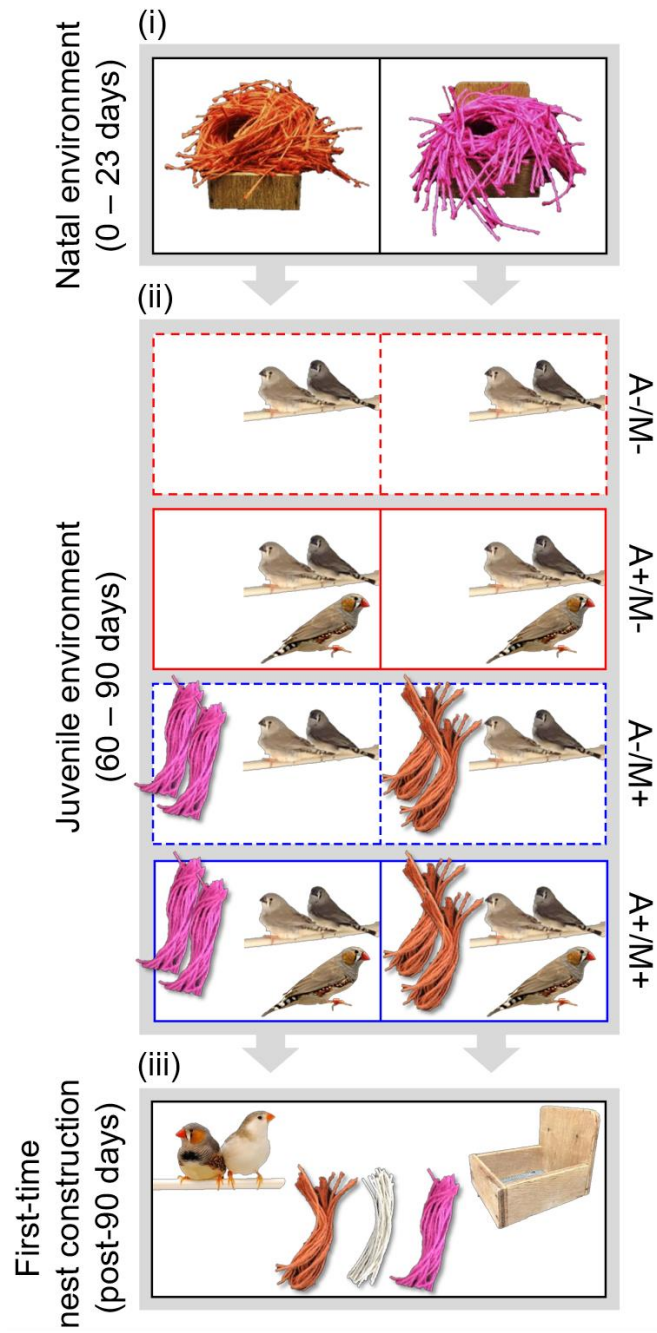 (i)
Natal environment
(0 – 23 days)
(ii)
Juvenile environment
(60 – 90 days)
A-/M-
A+/M-
A-/M+
A+/M+
(iii)
First-time
nest construction
(post-90 days)